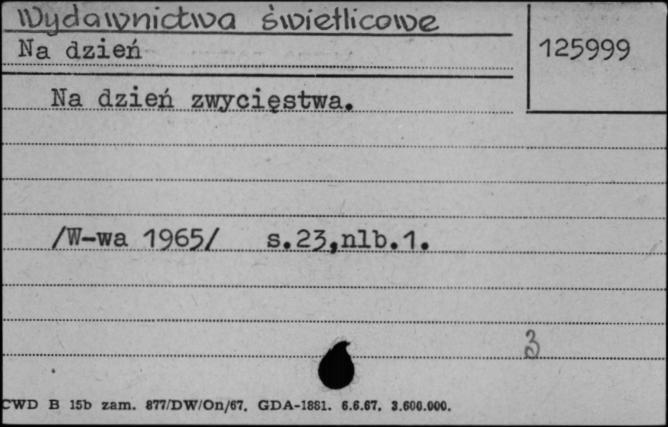 Wydawnictwa świetlicowe
Na dzień
125999
Na dzień zwycięstwa.
/W-wa 1965/ s.23,nlb.1.
3
CWD B 15b zam. 877/DW/On/67. GDA-1881. 6.6.67. 3.600.000.